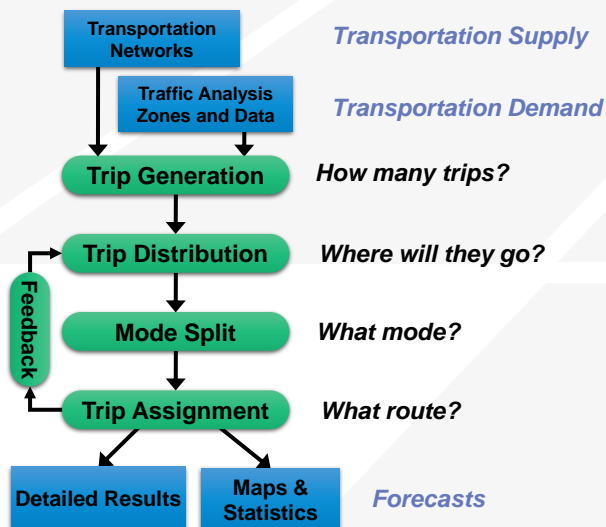 Transportation
Networks
Transportation Supply
Traffic Analysis
Zones and Data
Transportation Demand
Trip Generation
How many trips?
Trip Distribution
Where will they go?
Feedback
Mode Split
What mode?
Trip Assignment
What route?
Detailed Results
Maps &
Statistics
Forecasts